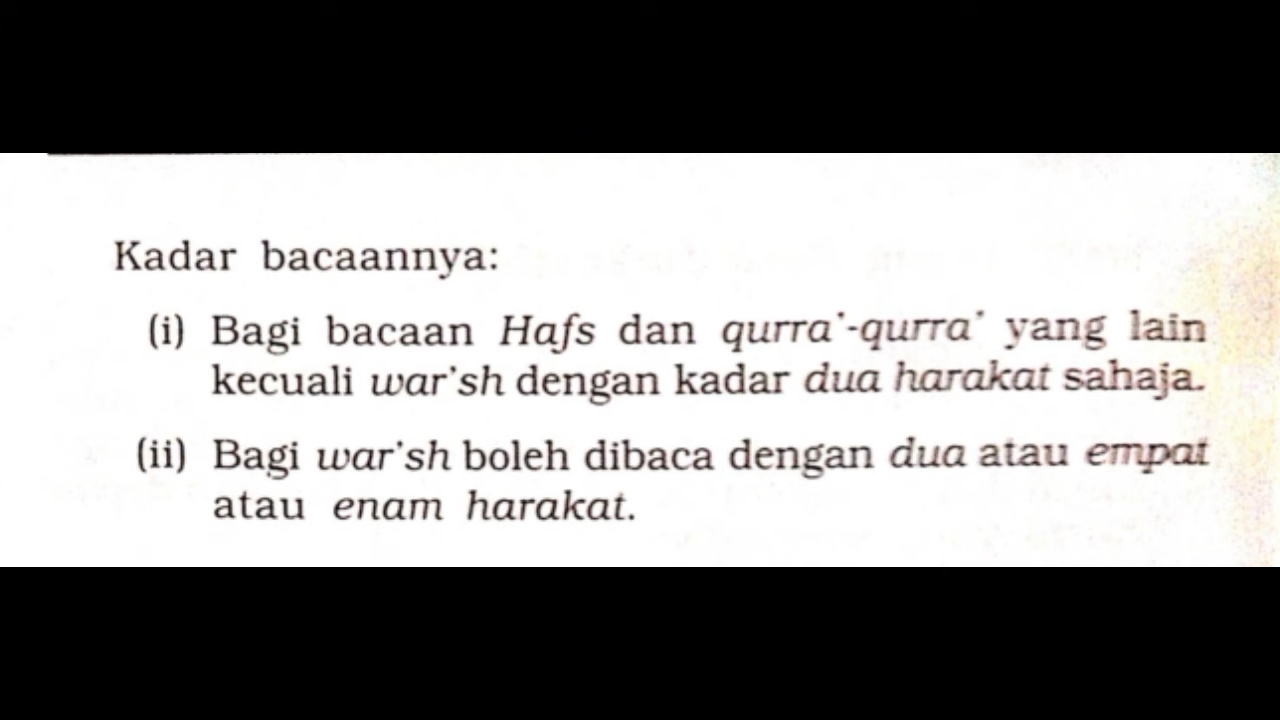 Kadar bacaannya:
(i) Bagi bacaan Hafs dan qurra'-qurra' yang lain
kecuali war'sh dengan kadar dua harakat sahaja.
(ii) Bagi war'sh boleh dibaca dengan dua atau empat
atau enam harakat.